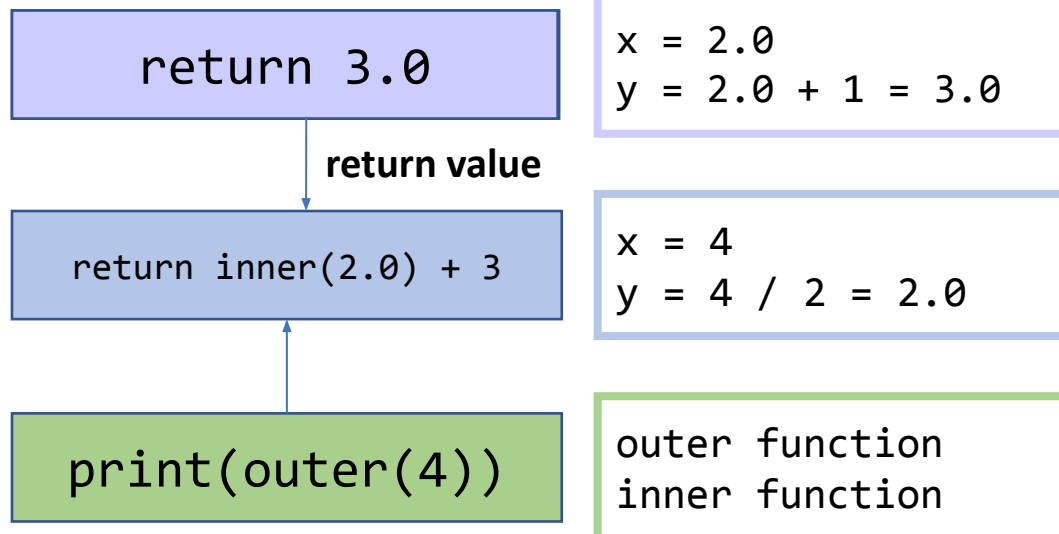 return 3.0
x = 2.0
y = 2.0 + 1 = 3.0
return value
return inner(2.0) + 3
x = 4
y = 4 / 2 = 2.0
print(outer(4))
outer function
inner function